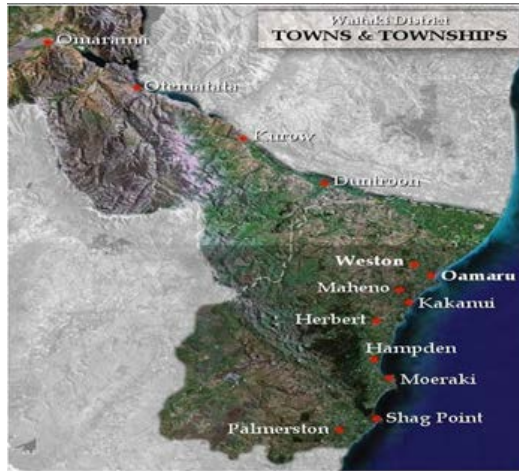 Waitaki District
TOWNS & TOWNSHIPS
Omarama
Otematata
Kurow
Duntroon
Weston
Oamaru
Maheno
Kakanui
Herbert
Hampden
Moeraki
Shag Point
Palmerston